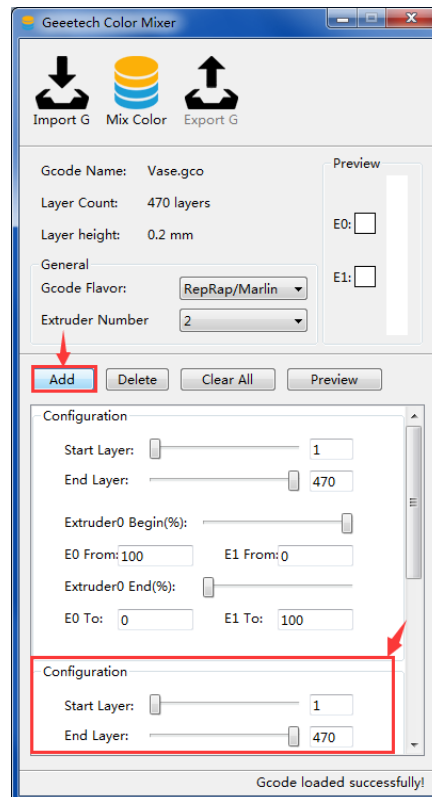 Geeetech Color Mixer
Import G Mix Color Export G
Gcode Name: Vase.gco
Layer Count: 470 layers
Layer height: 0.2 mm
Preview
E0:
E1:
General
Gcode Flavor: RepRap/Marlin
Extruder Number 2
Add Delete Clear All Preview
Configuration
Start Layer: 1
End Layer: 470
Extruder0 Begin(%):
E0 From: 100 E1 From: 0
Extruder0 End(%):
E0 To: 0 E1 To: 100
Configuration
Start Layer: 1
End Layer: 470
Gcode loaded successfully!